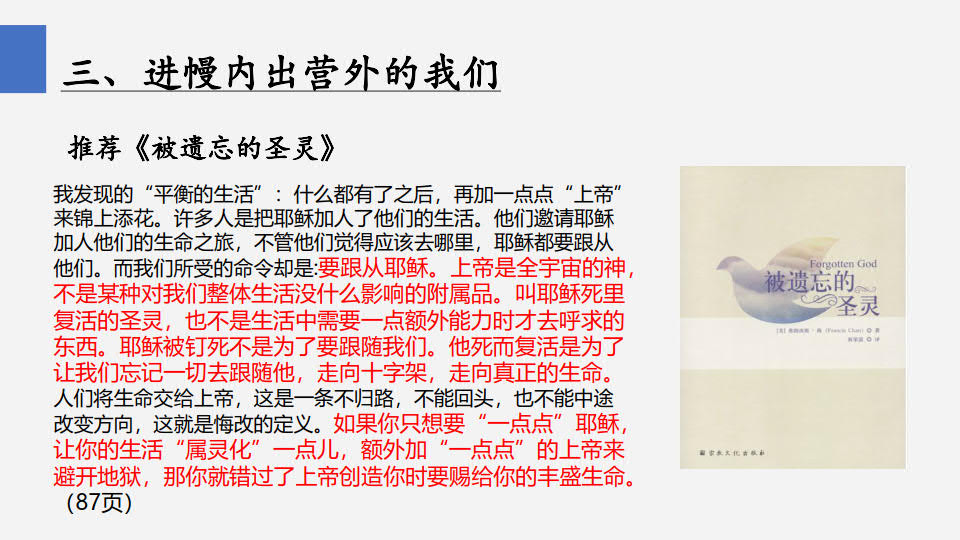 三、进幔内出营外的我们
推荐《被遗忘的圣灵》
我发现的“平衡的生活”：什么都有了之后，再加一点点“上帝”
来锦上添花。许多人是把耶稣加人了他们的生活。他们邀请耶稣
加人他们的生命之旅，不管他们觉得应该去哪里，耶稣都要跟从
他们。而我们所受的命令却是:要跟从耶稣。上帝是全宇宙的神，
不是某种对我们整体生活没什么影响的附属品。叫耶稣死里
复活的圣灵，也不是生活中需要一点额外能力时才去呼求的
东西。耶稣被钉死不是为了要跟随我们。他死而复活是为了
让我们忘记一切去跟随他，走向十字架，走向真正的生命。
人们将生命交给上帝，这是一条不归路，不能回头，也不能中途
改变方向，这就是悔改的定义。如果你只想要“一点点”耶稣，
让你的生活“属灵化”一点儿，额外加“一点点”的上帝来
避开地狱，那你就错过了上帝创造你时要赐给你的丰盛生命。
（87页）
Forgotten God
被遗忘的
圣灵
(Francis Chan) 著
译
宗教文化出版社